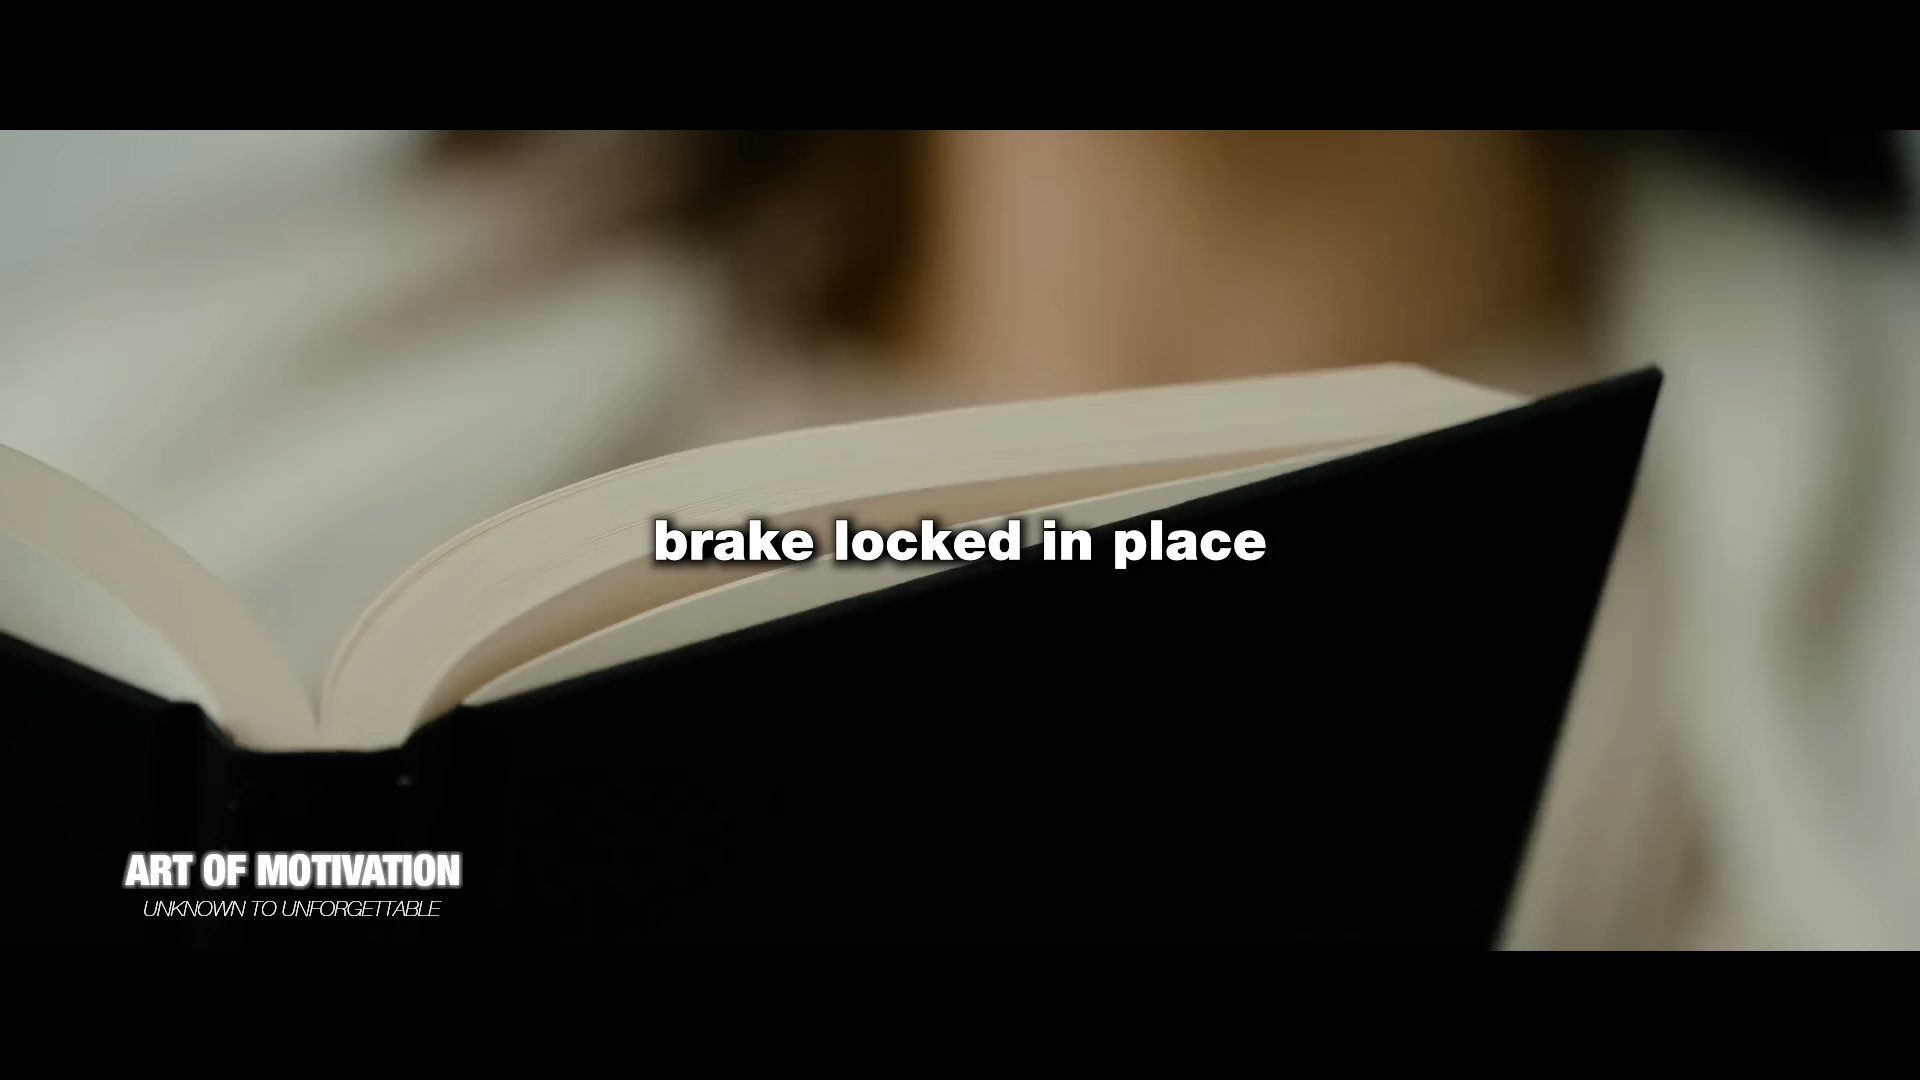 brake locked in place
ART OF MOTIVATION
UNKNOWN TO UNFORGETTABLE